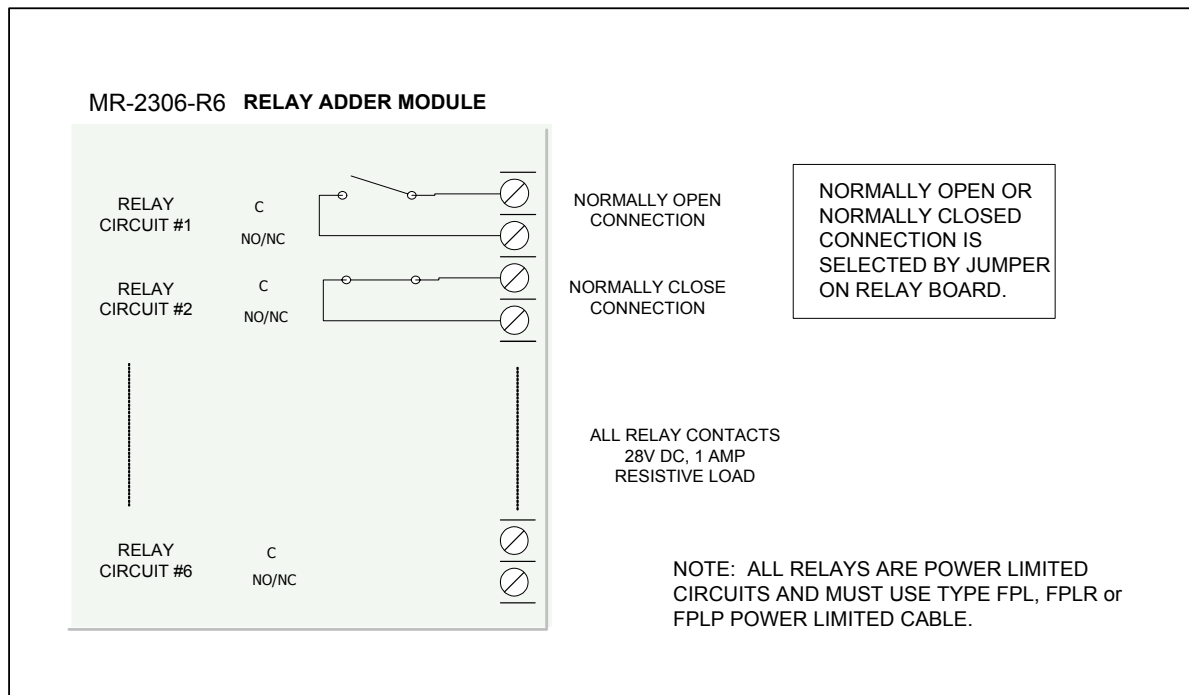 MR-2306-R6 RELAY ADDER MODULE
RELAY
CIRCUIT #1
C
NO/NC
NORMALLY OPEN
CONNECTION
RELAY
CIRCUIT #2
C
NO/NC
NORMALLY CLOSE
CONNECTION
NORMALLY OPEN OR
NORMALLY CLOSED
CONNECTION IS
SELECTED BY JUMPER
ON RELAY BOARD.
ALL RELAY CONTACTS
28V DC, 1 AMP
RESISTIVE LOAD
RELAY
CIRCUIT #6
C
NO/NC
NOTE: ALL RELAYS ARE POWER LIMITED
CIRCUITS AND MUST USE TYPE FPL, FPLR or
FPLP POWER LIMITED CABLE.